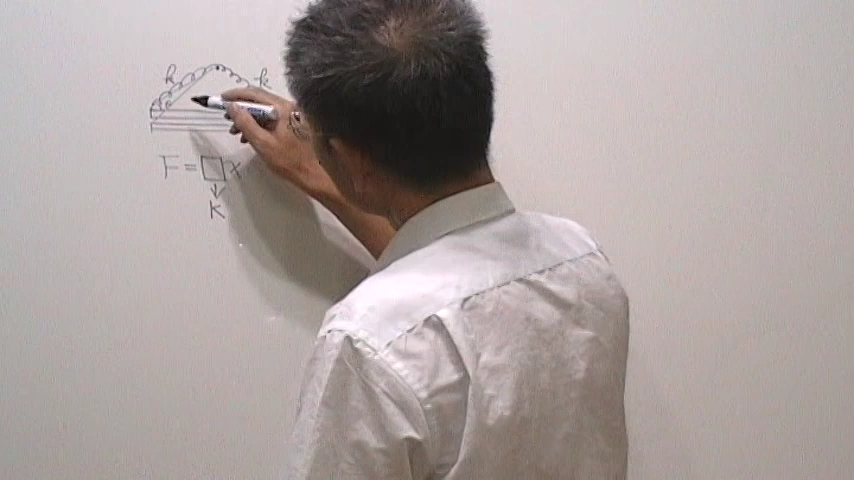 k k
F = □x
K